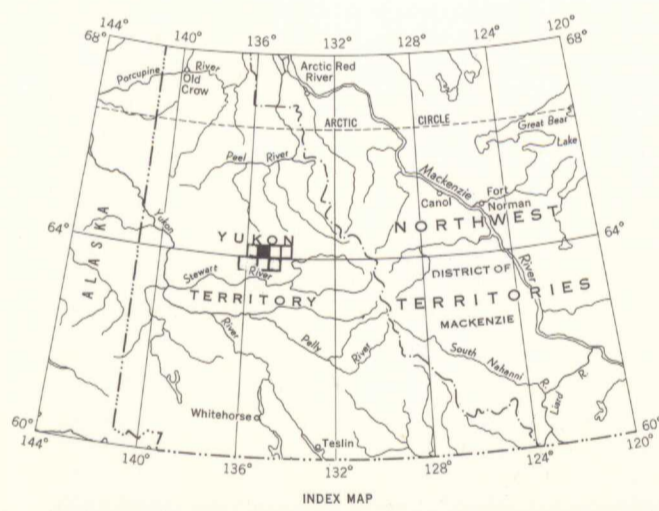 144° 140° 136° 132° 128° 124° 120°
68° 68°
Porcupine River
Old Crow
Arctic Red River
ARCTIC CIRCLE
Great Bear Lake
Peel River
Mackenzie River
Canol
Fort Norman
64° 64°
ALASKA
Yukon
YUKON
TERRITORY
NORTHWEST
TERRITORIES
DISTRICT OF
MACKENZIE
Stewart River
River
Pelly River
South Nahanni R.
Liard R.
Whitehorse
Teslin
60° 60°
144° 140° 136° 132° 128° 124° 120°
INDEX MAP